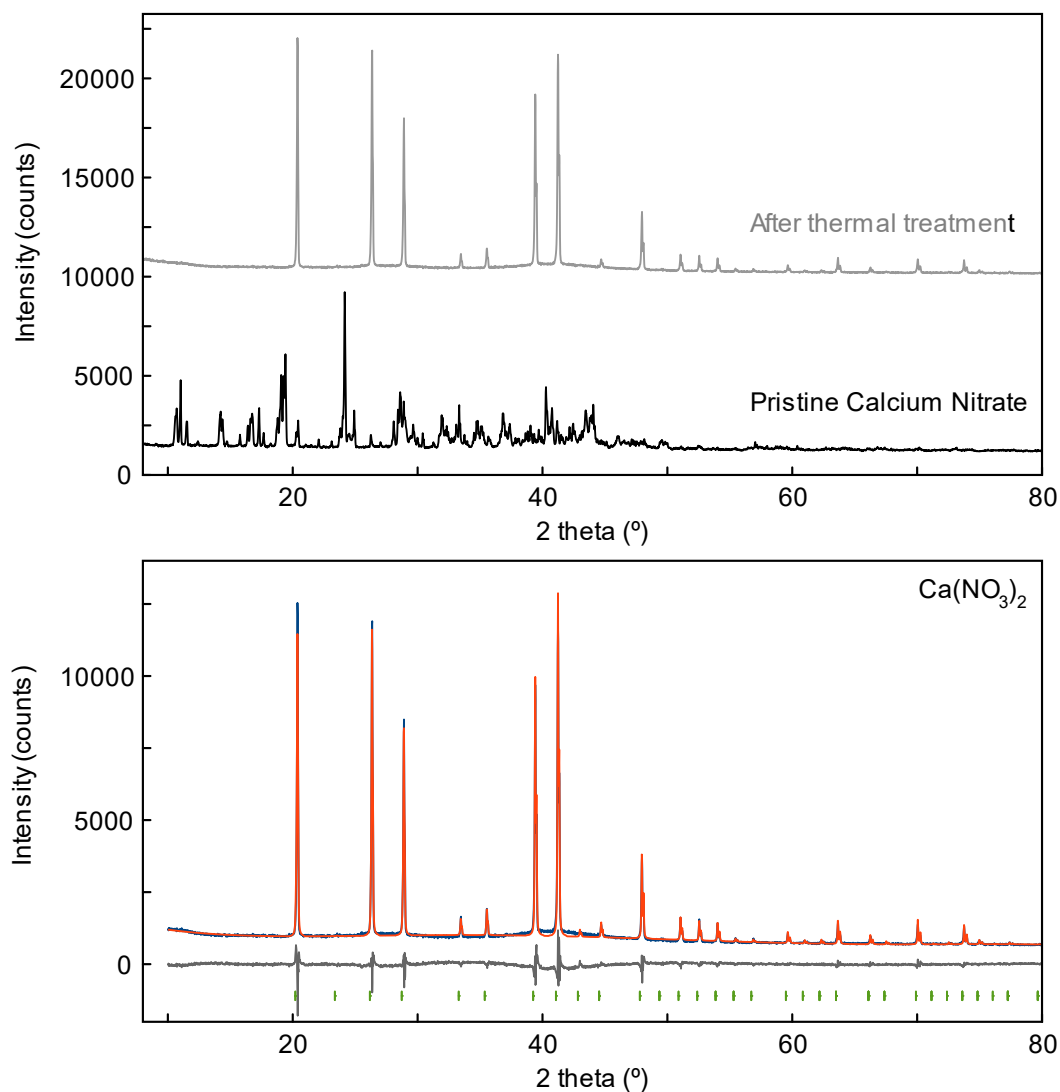 20000
15000
10000
5000
0
Intensity (counts)
After thermal treatment
Pristine Calcium Nitrate
20
40
60
80
2 theta (º)
Ca(NO₃)₂
10000
5000
0
Intensity (counts)
20
40
60
80
2 theta (º)